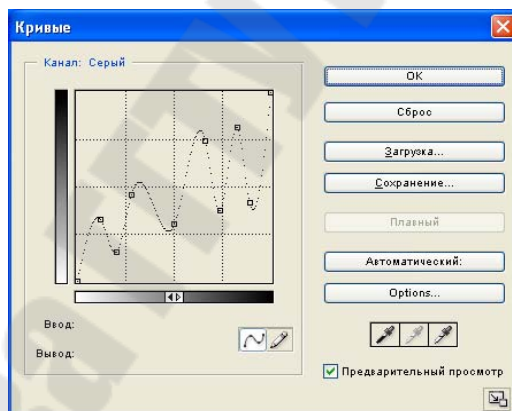 Кривые
Канал: Серый
OK
Сброс
Загрузка...
Сохранение...
Плавный
Автоматический:
Options...
Ввод:
Вывод:
Предварительный просмотр